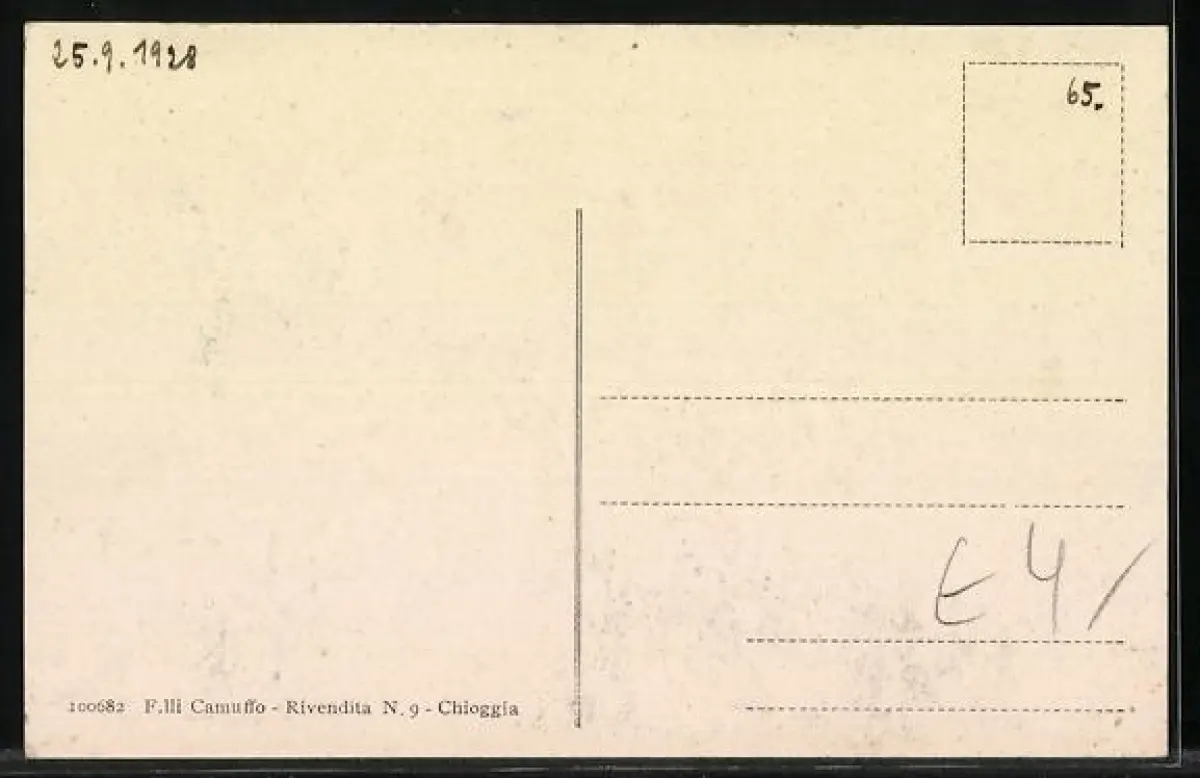 25.9.1928
65.
E 4/
100682 F.lli Camuffo - Rivendita N. 9 - Chioggia